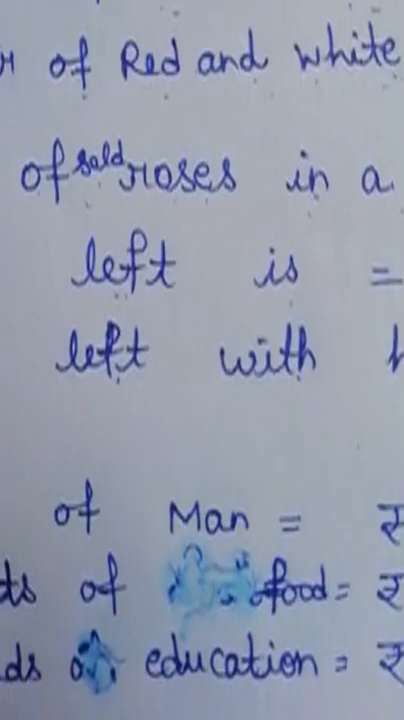 of Red and white
of sold roses in a
left is =
left with
of Man = ₹
of food = ₹
education = ₹